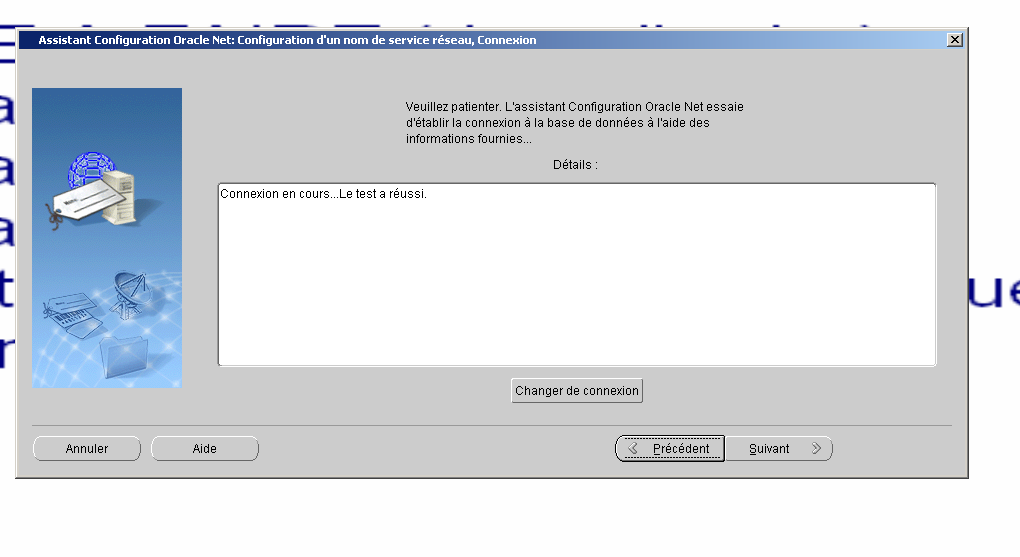 Assistant Configuration Oracle Net: Configuration d'un nom de service réseau, Connexion
Veuillez patienter. L'assistant Configuration Oracle Net essaie
d'établir la connexion à la base de données à l'aide des
informations fournies...
Détails :
Connexion en cours...Le test a réussi.
Changer de connexion
Annuler
Aide
Précédent
Suivant